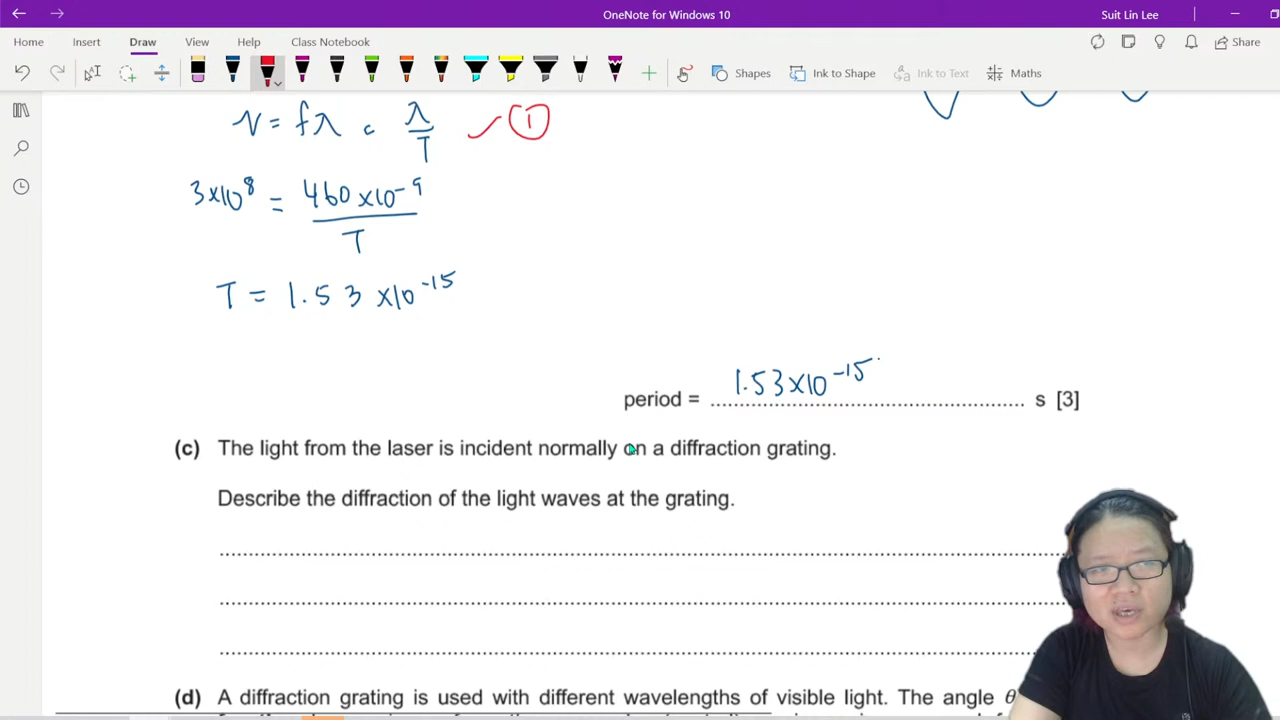 OneNote for Windows 10
Suit Lin Lee
Home Insert Draw View Help Class Notebook
Share
Shapes Ink to Shape Ink to Text Maths
v = fλ = λ/T ✓ ①
3×10⁸ = 460×10⁻⁹/T
T = 1.53 ×10⁻¹⁵
1.53×10⁻¹⁵
period = ................................................ s [3]
(c) The light from the laser is incident normally on a diffraction grating.
Describe the diffraction of the light waves at the grating.
(d) A diffraction grating is used with different wavelengths of visible light. The angle θ